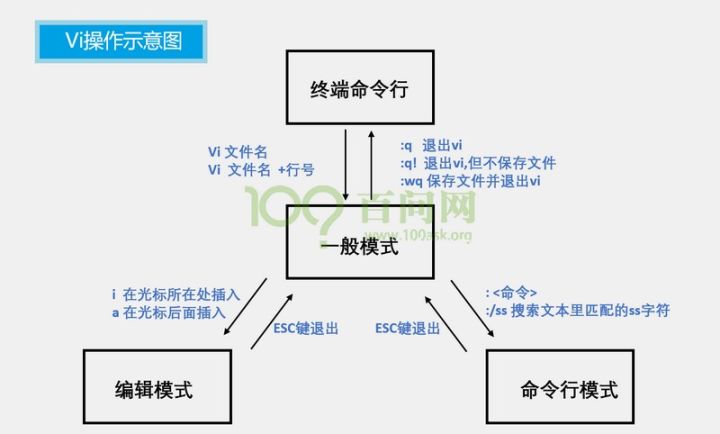 Vi操作示意图
终端命令行
Vi 文件名
Vi 文件名 +行号
:q 退出vi
:q! 退出vi,但不保存文件
:wq 保存文件并退出vi
100?百问网
www.100ask.org
一般模式
i 在光标所在处插入
a 在光标后面插入
ESC键退出
ESC键退出
: <命令>
:/ss 搜索文本里匹配的ss字符
编辑模式
命令行模式